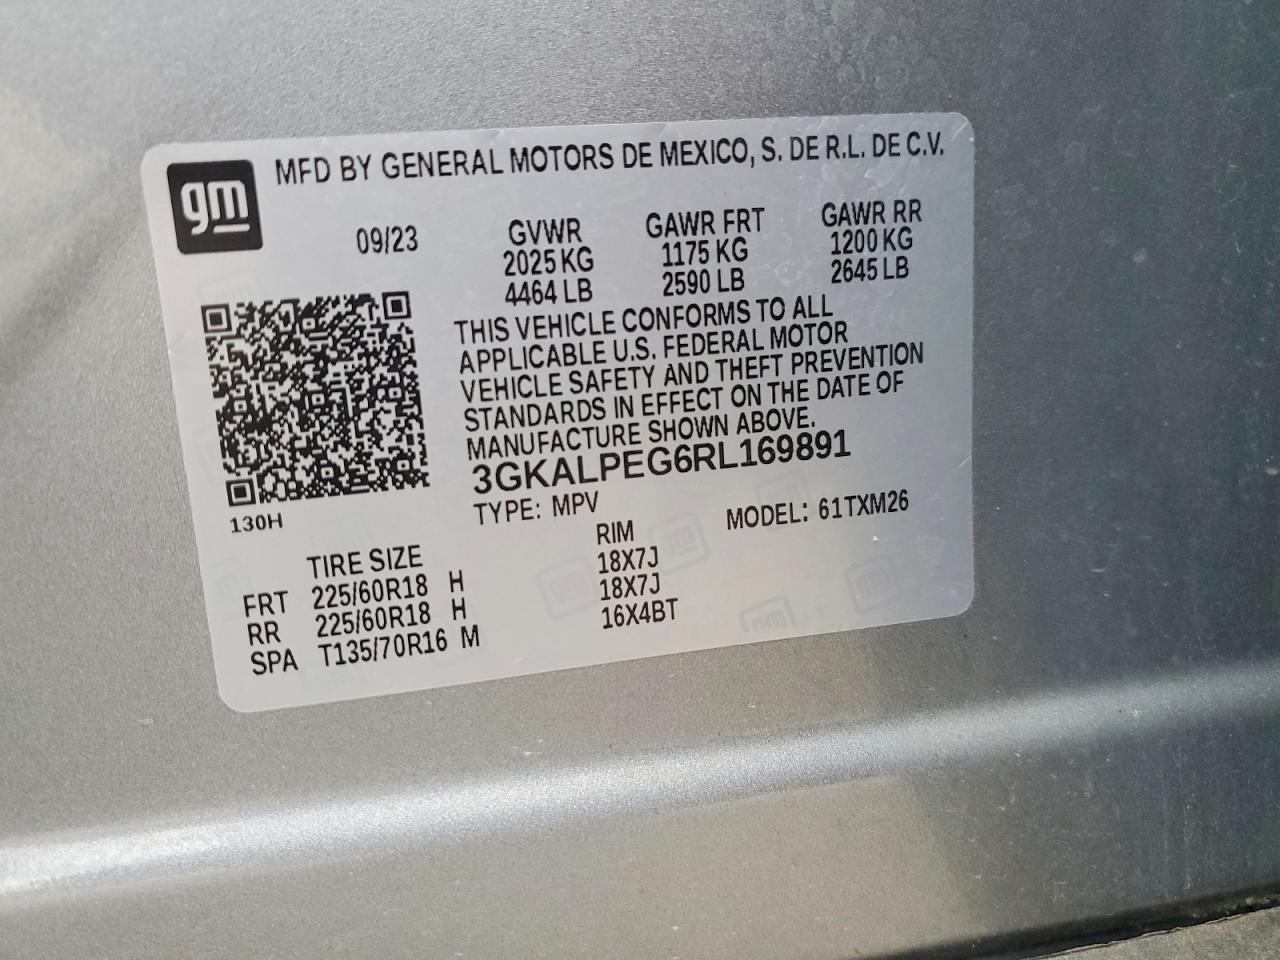 gm
MFD BY GENERAL MOTORS DE MEXICO, S. DE R.L. DE C.V.
09/23
GVWR GAWR FRT GAWR RR
2025 KG 1175 KG 1200 KG
4464 LB 2590 LB 2645 LB
THIS VEHICLE CONFORMS TO ALL
APPLICABLE U.S. FEDERAL MOTOR
VEHICLE SAFETY AND THEFT PREVENTION
STANDARDS IN EFFECT ON THE DATE OF
MANUFACTURE SHOWN ABOVE.
3GKALPEG6RL169891
TYPE: MPV MODEL: 61TXM26
130H
TIRE SIZE RIM
FRT 225/60R18 H 18X7J
RR 225/60R18 H 18X7J
SPA T135/70R16 M 16X4BT